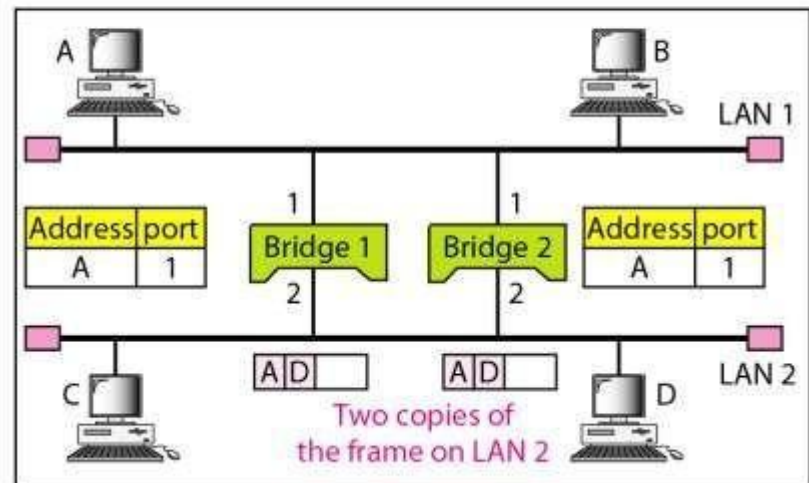 A
B
LAN 1
1
1
Address port
A 1
Bridge 1
Bridge 2
Address port
A 1
2
2
A D
A D
C
D
LAN 2
Two copies of
the frame on LAN 2